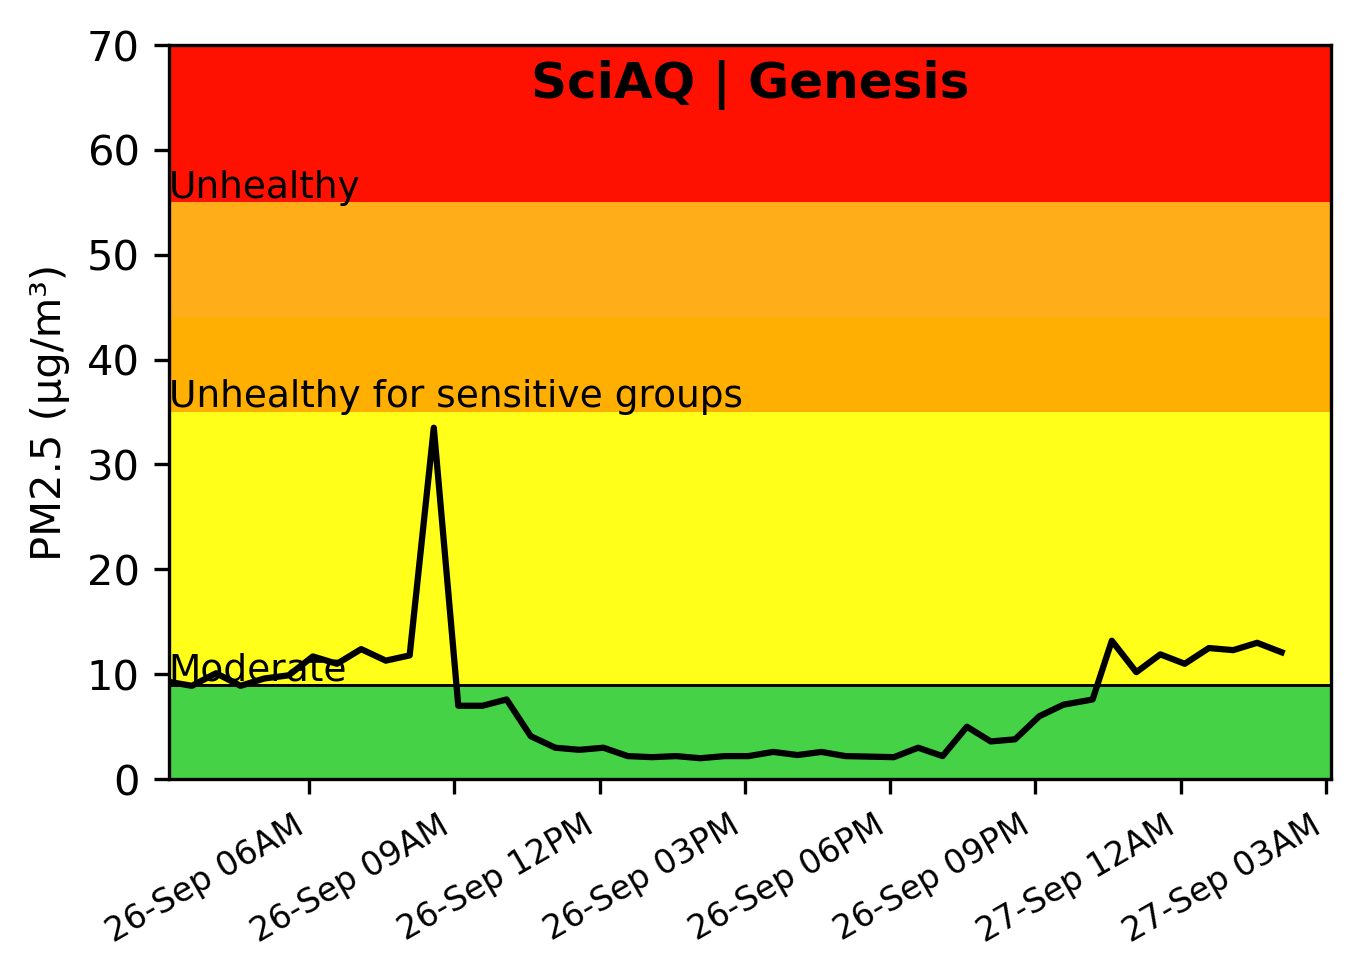 SciAQ | Genesis
70
60
50
40
30
20
10
0
PM2.5 (µg/m³)
Unhealthy
Unhealthy for sensitive groups
Moderate
26-Sep 06AM
26-Sep 09AM
26-Sep 12PM
26-Sep 03PM
26-Sep 06PM
26-Sep 09PM
27-Sep 12AM
27-Sep 03AM